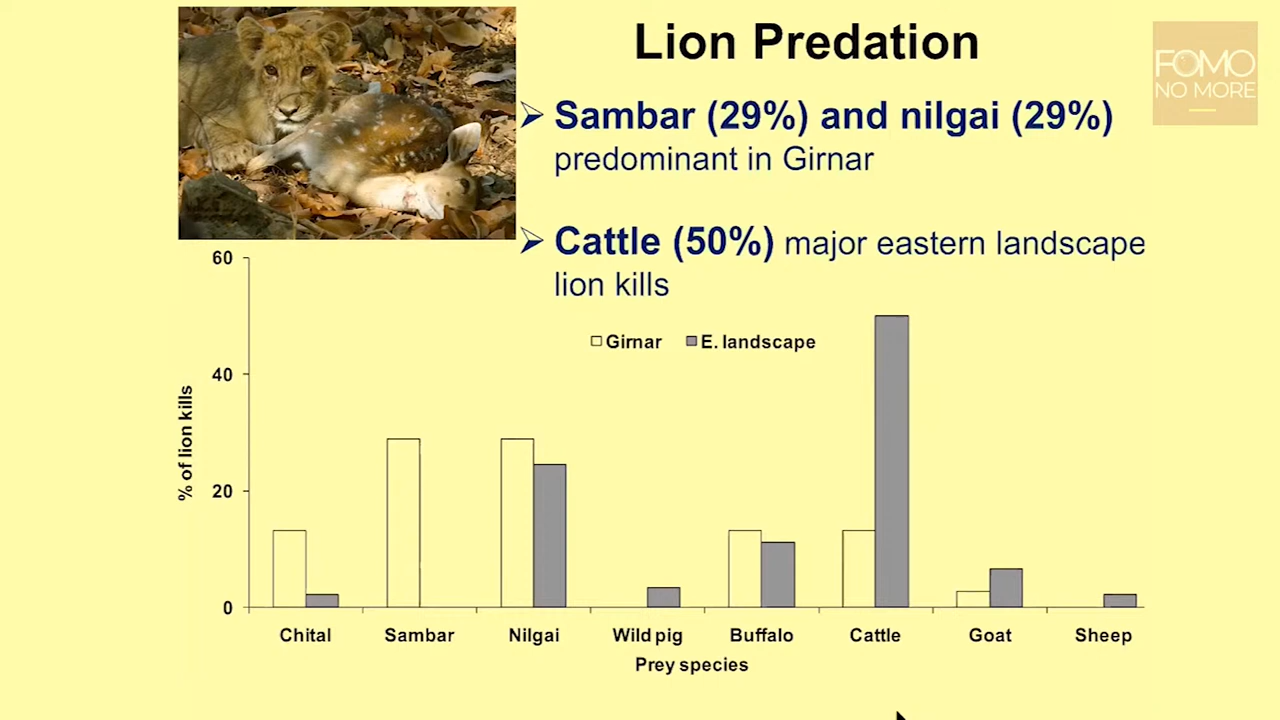 Lion Predation
FOMO
NO MORE
➢ Sambar (29%) and nilgai (29%)
predominant in Girnar
➢ Cattle (50%) major eastern landscape
lion kills
Girnar E. landscape
% of lion kills
60
40
20
0
Chital Sambar Nilgai Wild pig Buffalo Cattle Goat Sheep
Prey species